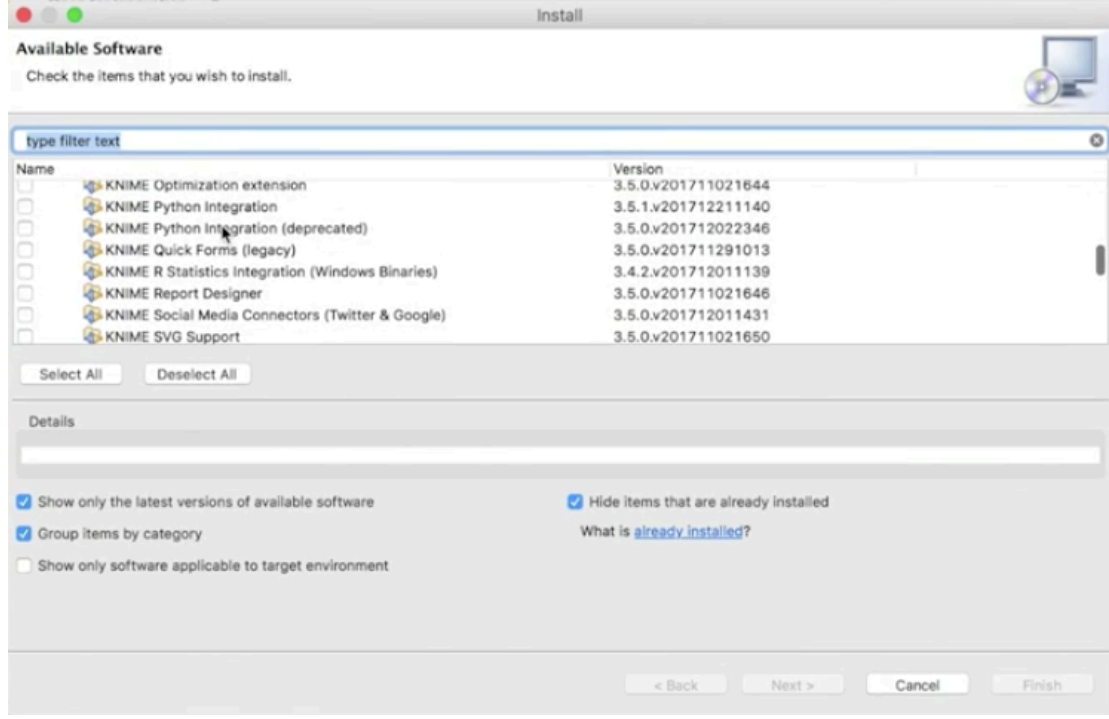 Install
Available Software
Check the items that you wish to install.
type filter text
Name Version
KNIME Optimization extension 3.5.0.v201711021644
KNIME Python Integration 3.5.1.v201712211140
KNIME Python Integration (deprecated) 3.5.0.v201712022346
KNIME Quick Forms (legacy) 3.5.0.v201711291013
KNIME R Statistics Integration (Windows Binaries) 3.4.2.v201712011139
KNIME Report Designer 3.5.0.v201711021646
KNIME Social Media Connectors (Twitter & Google) 3.5.0.v201712011431
KNIME SVG Support 3.5.0.v201711021650
Select All Deselect All
Details
Show only the latest versions of available software Hide items that are already installed
Group items by category What is already installed?
Show only software applicable to target environment
< Back Next > Cancel Finish